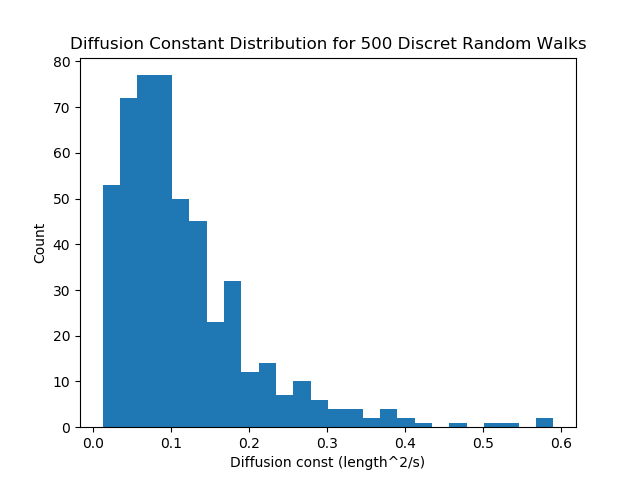 Diffusion Constant Distribution for 500 Discret Random Walks
80
70
60
50
40
30
20
10
0
Count
0.0 0.1 0.2 0.3 0.4 0.5 0.6
Diffusion const (length^2/s)